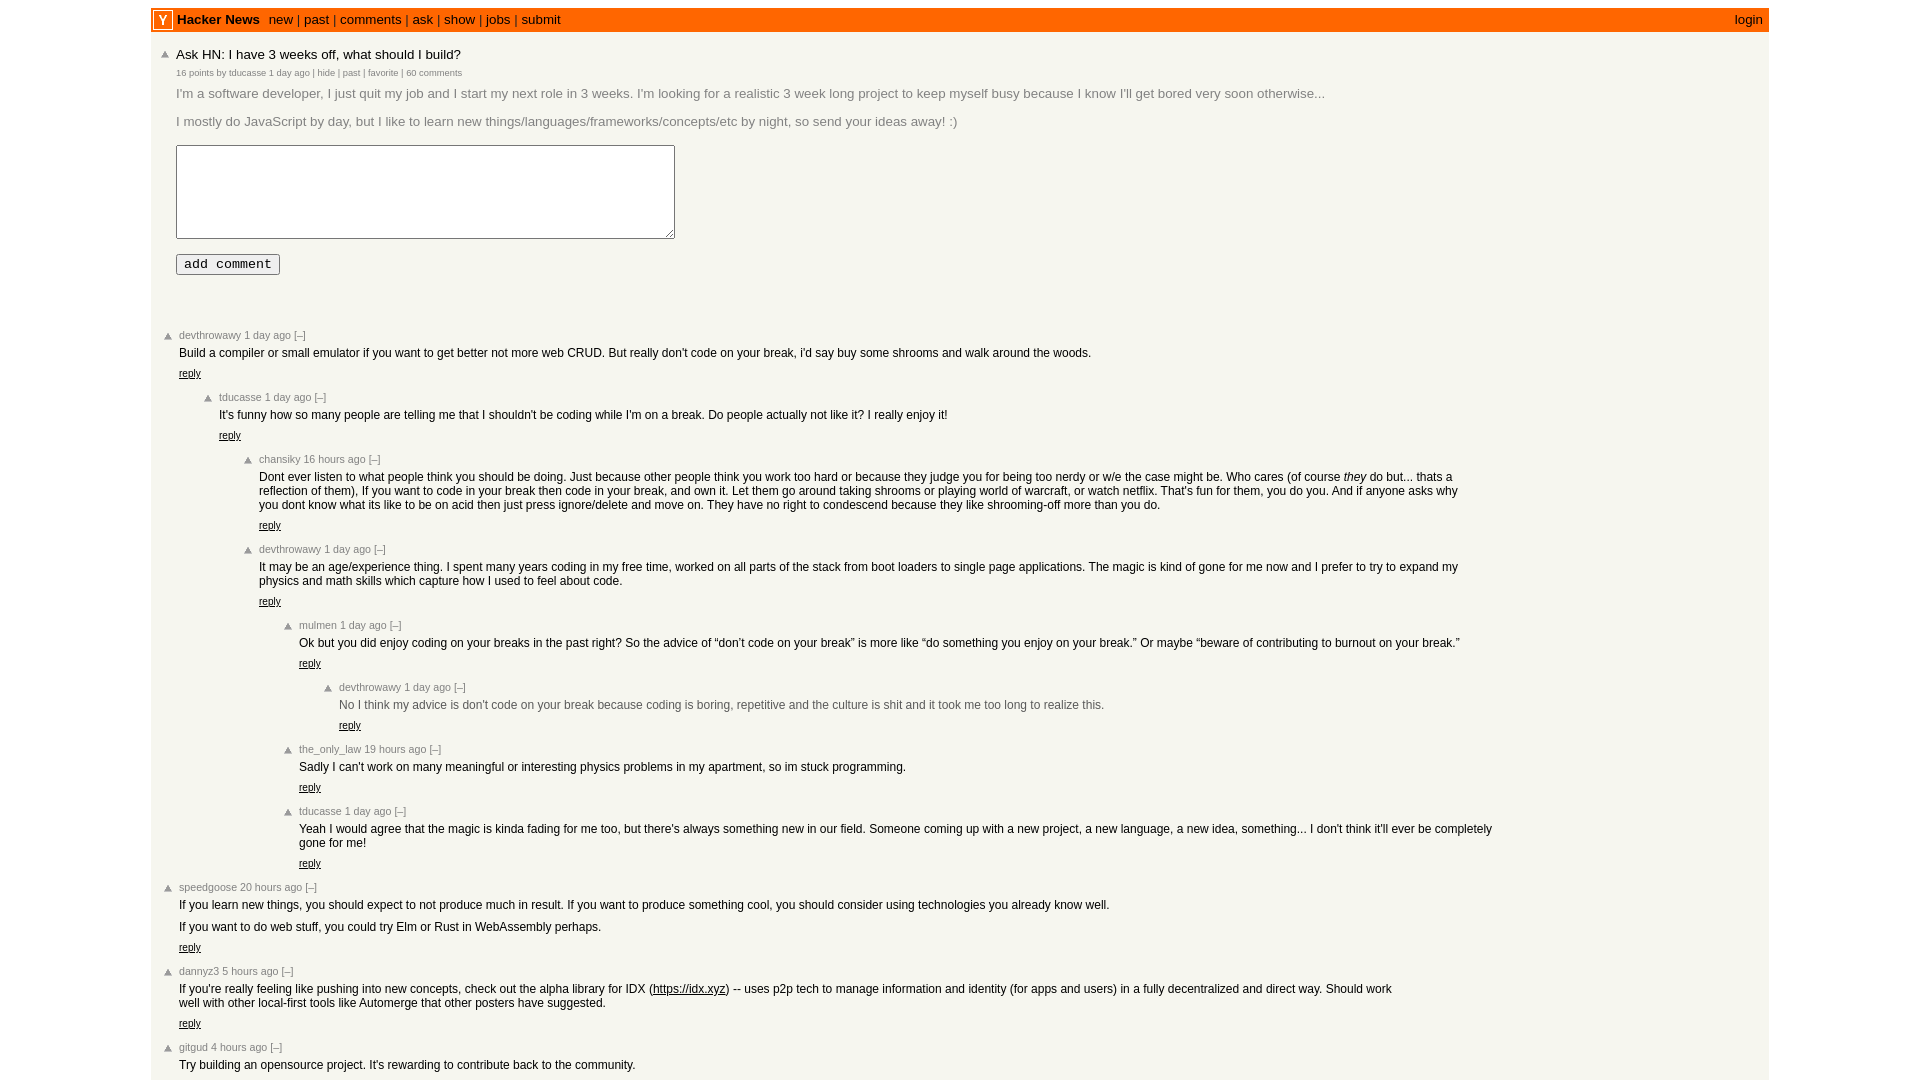 Y Hacker News new | past | comments | ask | show | jobs | submit login
Ask HN: I have 3 weeks off, what should I build?
16 points by tducasse 1 day ago | hide | past | favorite | 60 comments
I'm a software developer, I just quit my job and I start my next role in 3 weeks. I'm looking for a realistic 3 week long project to keep myself busy because I know I'll get bored very soon otherwise...
I mostly do JavaScript by day, but I like to learn new things/languages/frameworks/concepts/etc by night, so send your ideas away! :)
add comment
devthrowawy 1 day ago [–]
Build a compiler or small emulator if you want to get better not more web CRUD. But really don't code on your break, i'd say buy some shrooms and walk around the woods.
reply
tducasse 1 day ago [–]
It's funny how so many people are telling me that I shouldn't be coding while I'm on a break. Do people actually not like it? I really enjoy it!
reply
chansiky 16 hours ago [–]
Dont ever listen to what people think you should be doing. Just because other people think you work too hard or because they judge you for being too nerdy or w/e the case might be. Who cares (of course they do but... thats a
reflection of them), If you want to code in your break then code in your break, and own it. Let them go around taking shrooms or playing world of warcraft, or watch netflix. That's fun for them, you do you. And if anyone asks why
you dont know what its like to be on acid then just press ignore/delete and move on. They have no right to condescend because they like shrooming-off more than you do.
reply
devthrowawy 1 day ago [–]
It may be an age/experience thing. I spent many years coding in my free time, worked on all parts of the stack from boot loaders to single page applications. The magic is kind of gone for me now and I prefer to try to expand my
physics and math skills which capture how I used to feel about code.
reply
mulmen 1 day ago [–]
Ok but you did enjoy coding on your breaks in the past right? So the advice of “don’t code on your break” is more like “do something you enjoy on your break.” Or maybe “beware of contributing to burnout on your break.”
reply
devthrowawy 1 day ago [–]
No I think my advice is don't code on your break because coding is boring, repetitive and the culture is shit and it took me too long to realize this.
reply
the_only_law 19 hours ago [–]
Sadly I can't work on many meaningful or interesting physics problems in my apartment, so im stuck programming.
reply
tducasse 1 day ago [–]
Yeah I would agree that the magic is kinda fading for me too, but there's always something new in our field. Someone coming up with a new project, a new language, a new idea, something... I don't think it'll ever be completely
gone for me!
reply
speedgoose 20 hours ago [–]
If you learn new things, you should expect to not produce much in result. If you want to produce something cool, you should consider using technologies you already know well.
If you want to do web stuff, you could try Elm or Rust in WebAssembly perhaps.
reply
dannyz3 5 hours ago [–]
If you're really feeling like pushing into new concepts, check out the alpha library for IDX (https://idx.xyz) -- uses p2p tech to manage information and identity (for apps and users) in a fully decentralized and direct way. Should work
well with other local-first tools like Automerge that other posters have suggested.
reply
gitgud 4 hours ago [–]
Try building an opensource project. It's rewarding to contribute back to the community.